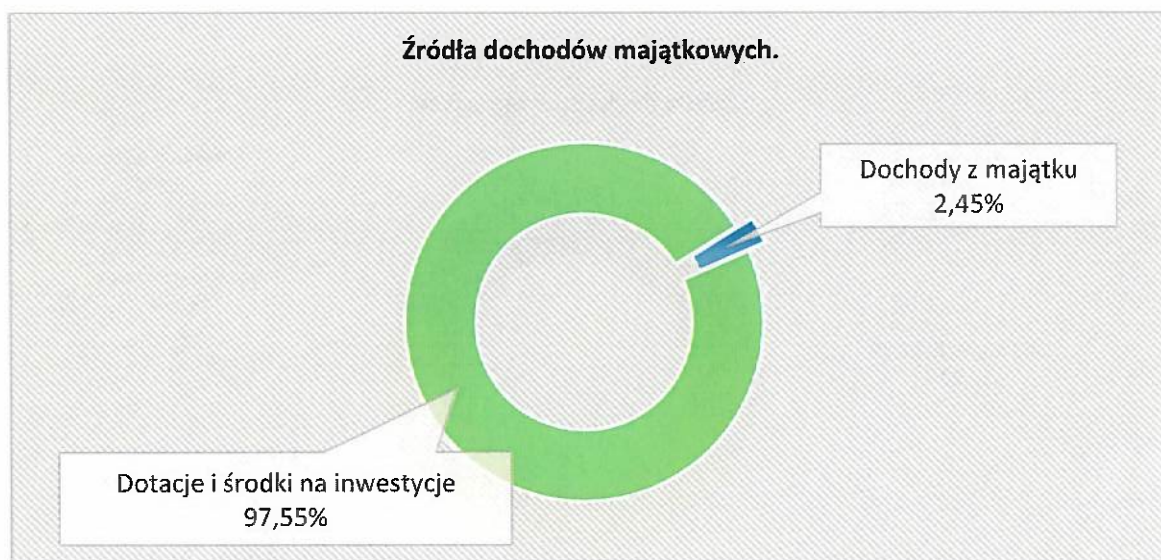 Źródła dochodów majątkowych.
Dochody z majątku
2,45%
Dotacje i środki na inwestycje
97,55%